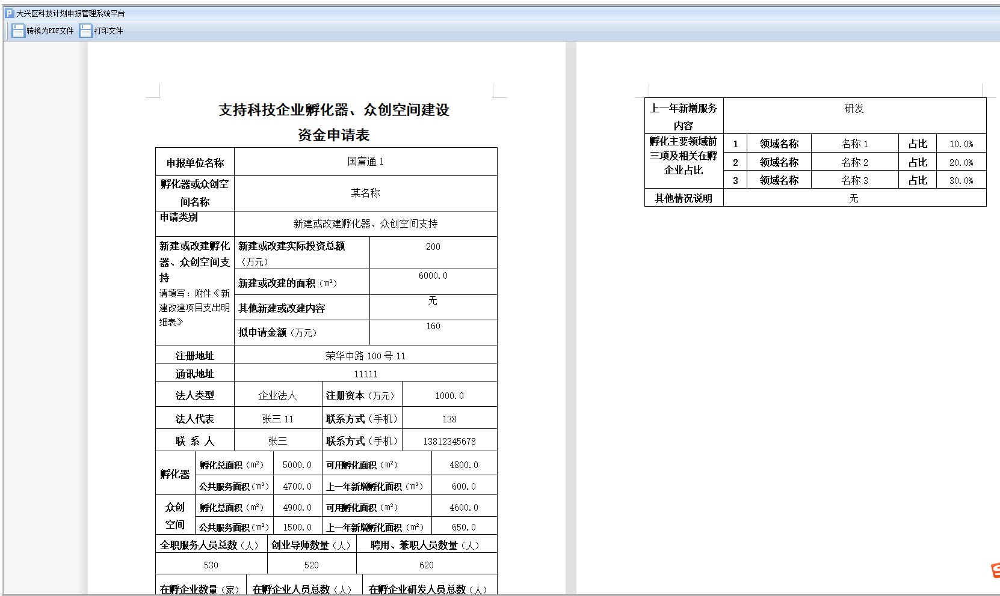 大兴区科技计划申报管理系统平台
转换为PDF文件 打印文件
支持科技企业孵化器、众创空间建设
资金申请表
申报单位名称 国富通 1
孵化器或众创空
间名称
某名称
申请类别
新建或改建孵化器、众创空间支持
新建或改建孵化
器、众创空间支
持
请填写：附件《新
建改建项目支出明
细表》
新建或改建实际投资总额
（万元）
200
新建或改建的面积（m²） 6000.0
其他新建或改建内容 无
拟申请金额（万元） 160
注册地址 荣华中路 100 号 11
通讯地址 11111
法人类型 企业法人 注册资本（万元） 1000.0
法人代表 张三 11 联系方式（手机） 138
联 系 人 张三 联系方式（手机） 13812345678
孵化器
孵化总面积（m²） 5000.0 可用孵化面积（m²） 4800.0
公共服务面积（m²） 4700.0 上一年新增孵化面积（m²） 600.0
众创
空间
孵化总面积（m²） 4900.0 可用孵化面积（m²） 4600.0
公共服务面积（m²） 1500.0 上一年新增孵化面积（m²） 650.0
全职服务人员总数（人） 创业导师数量（人） 聘用、兼职人员数量（人）
530 520 620
在孵企业数量（家） 在孵企业人员总数（人） 在孵企业研发人员总数（人）
上一年新增服务
内容
研发
孵化主要领域前
三项及相关在孵
企业占比
1 领域名称 名称 1 占比 10.0%
2 领域名称 名称 2 占比 20.0%
3 领域名称 名称 3 占比 30.0%
其他情况说明 无